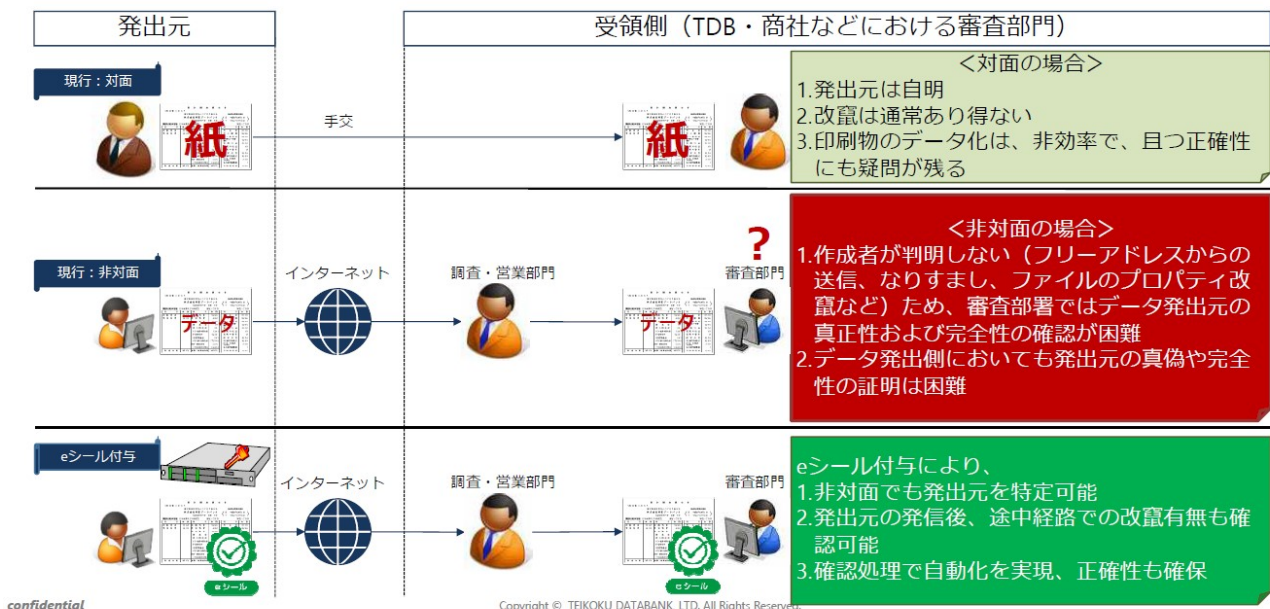 発出元
受領側（TDB・商社などにおける審査部門）
現行：対面
紙
手交
紙
＜対面の場合＞
1.発出元は自明
2.改竄は通常あり得ない
3.印刷物のデータ化は、非効率で、且つ正確性
にも疑問が残る
現行：非対面
データ
インターネット
調査・営業部門
データ
?
審査部門
＜非対面の場合＞
1.作成者が判明しない（フリーアドレスからの
送信、なりすまし、ファイルのプロパティ改
竄など）ため、審査部署ではデータ発出元の
真正性および完全性の確認が困難
2.データ発出側においても発出元の真偽や完全
性の証明は困難
eシール付与
eシール
インターネット
調査・営業部門
eシール
審査部門
eシール付与により、
1.非対面でも発出元を特定可能
2.発出元の発信後、途中経路での改竄有無も確
認可能
3.確認処理で自動化を実現、正確性も確保
confidential
Copyright © TEIKOKU DATABANK, LTD. All Rights Reserved.